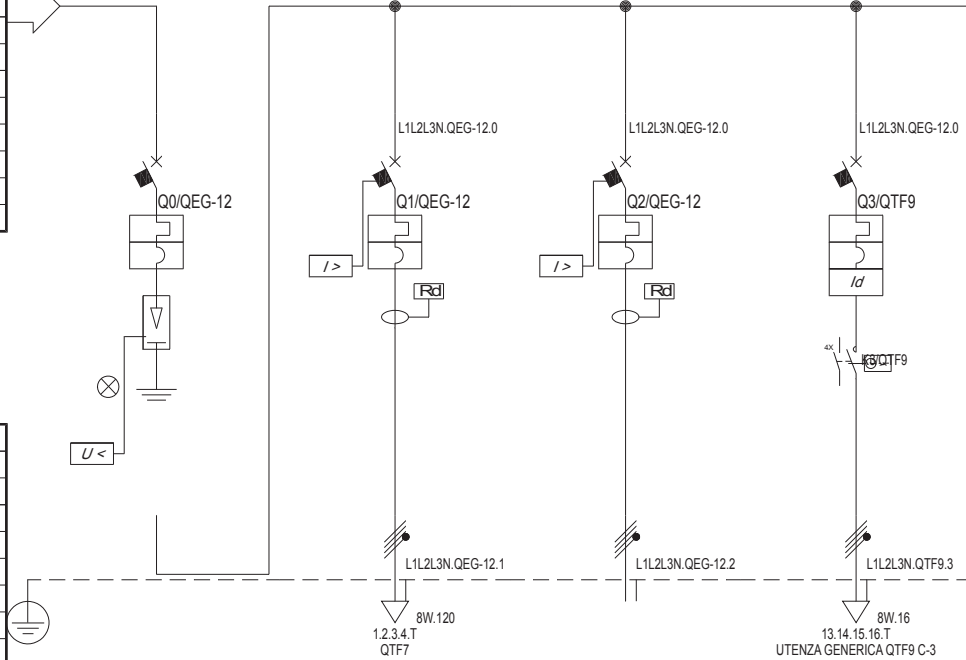 L1L2L3N.QEG-12.0
L1L2L3N.QEG-12.0
L1L2L3N.QEG-12.0
Q0/QEG-12
Q1/QEG-12
Q2/QEG-12
Q3/QTF9
I >
I >
Id
Rd
Rd
4X
K3/QTF9
U <
L1L2L3N.QEG-12.1
L1L2L3N.QEG-12.2
L1L2L3N.QTF9.3
8W.120
8W.16
1.2.3.4.T
13.14.15.16.T
QTF7
UTENZA GENERICA QTF9 C-3